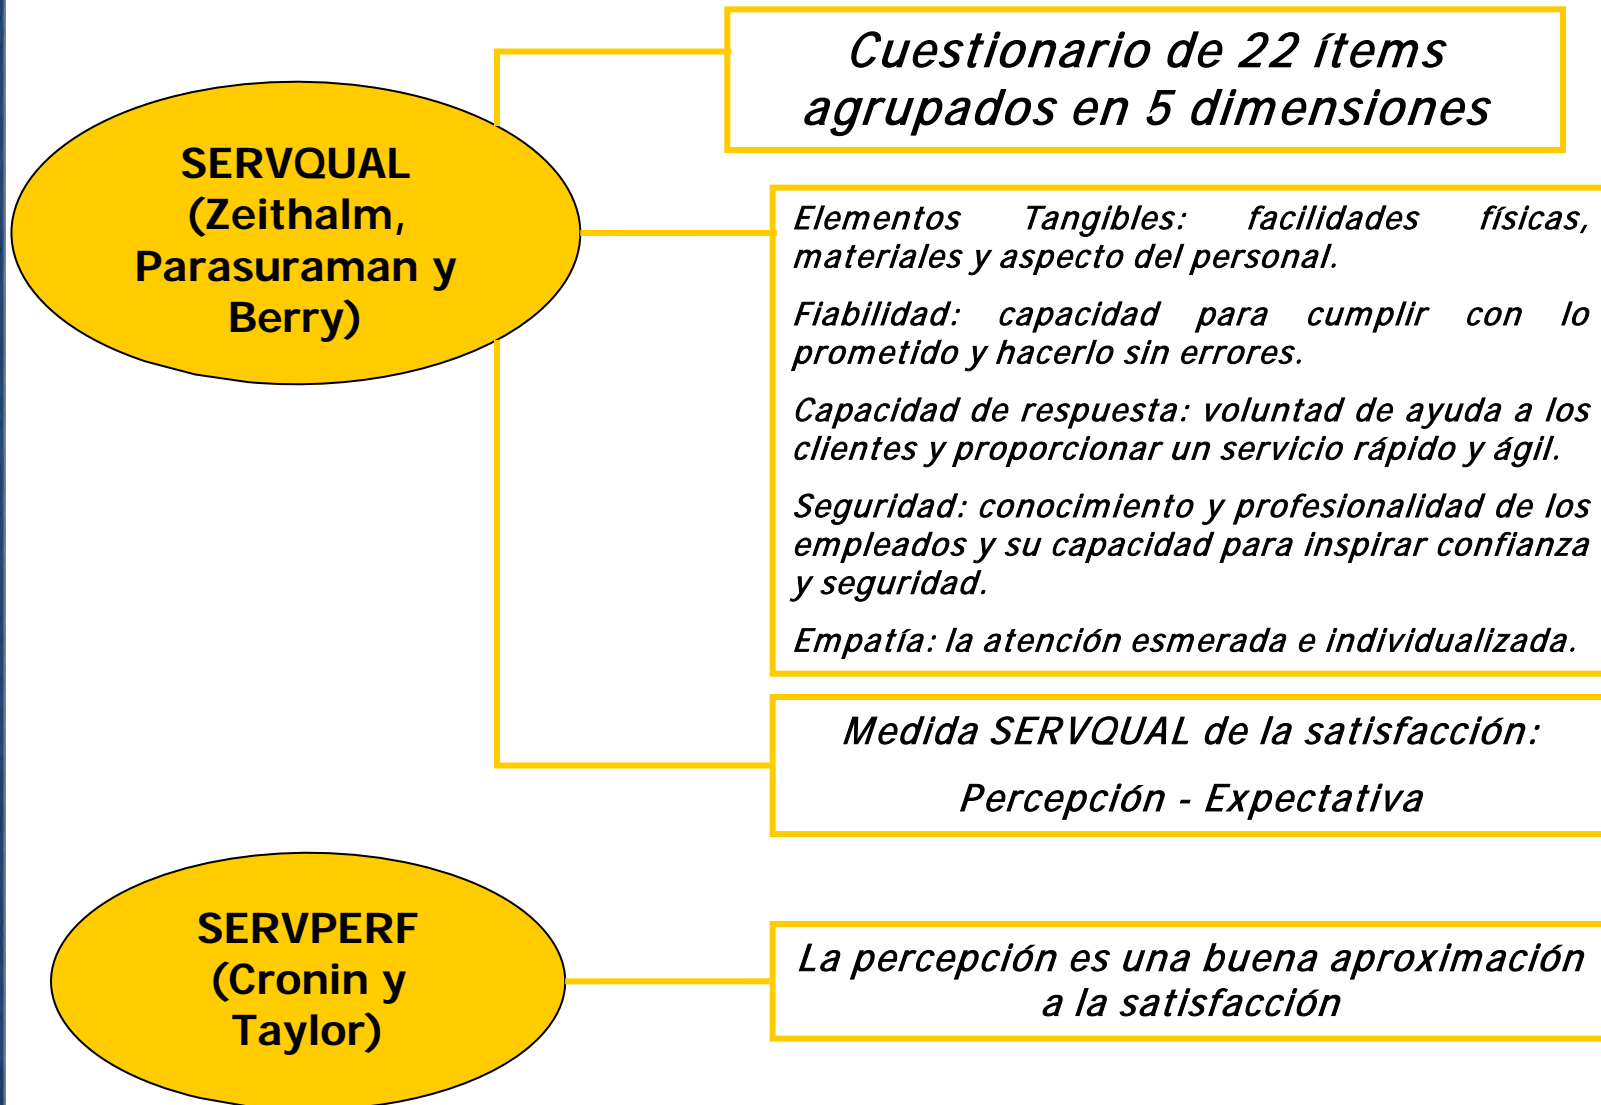 SERVQUAL
(Zeithalm,
Parasuraman y
Berry)
Cuestionario de 22 ítems
agrupados en 5 dimensiones
Elementos Tangibles: facilidades físicas,
materiales y aspecto del personal.
Fiabilidad: capacidad para cumplir con lo
prometido y hacerlo sin errores.
Capacidad de respuesta: voluntad de ayuda a los
clientes y proporcionar un servicio rápido y ágil.
Seguridad: conocimiento y profesionalidad de los
empleados y su capacidad para inspirar confianza
y seguridad.
Empatía: la atención esmerada e individualizada.
Medida SERVQUAL de la satisfacción:
Percepción - Expectativa
SERVPERF
(Cronin y
Taylor)
La percepción es una buena aproximación
a la satisfacción